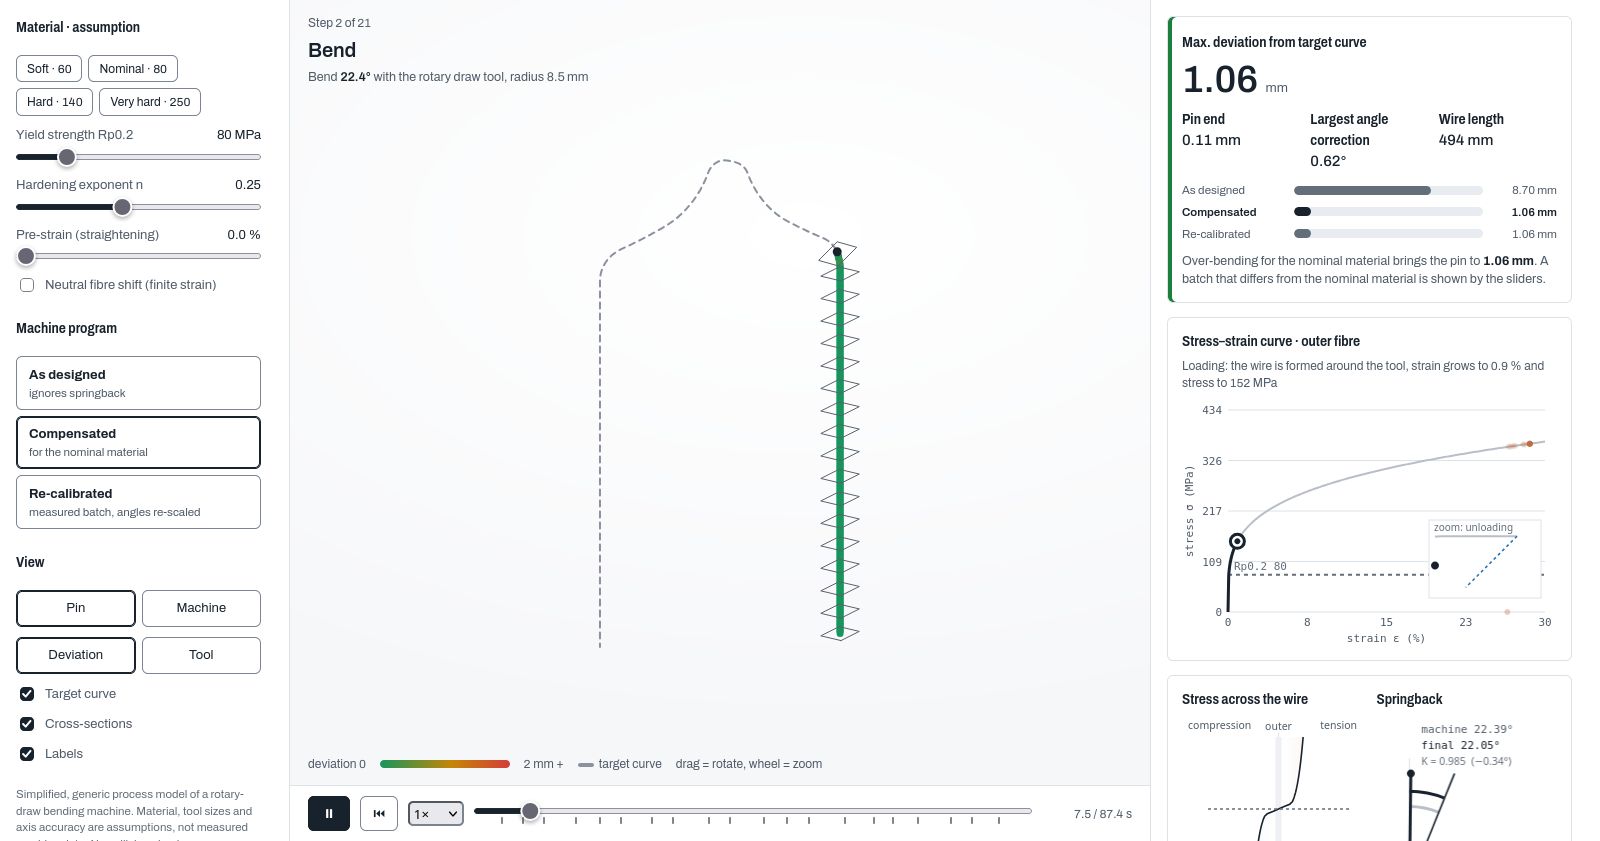 Material · assumption
Soft · 60
Nominal · 80
Hard · 140
Very hard · 250
Yield strength Rp0.2
80 MPa
Hardening exponent n
0.25
Pre-strain (straightening)
0.0 %
Neutral fibre shift (finite strain)
Machine program
As designed
ignores springback
Compensated
for the nominal material
Re-calibrated
measured batch, angles re-scaled
View
Pin
Machine
Deviation
Tool
Target curve
Cross-sections
Labels
Simplified, generic process model of a rotary-
draw bending machine. Material, tool sizes and
axis accuracy are assumptions, not measured
Step 2 of 21
Bend
Bend 22.4° with the rotary draw tool, radius 8.5 mm
deviation 0
2 mm +
target curve
drag = rotate, wheel = zoom
1×
7.5 / 87.4 s
Max. deviation from target curve
1.06 mm
Pin end
0.11 mm
Largest angle
correction
0.62°
Wire length
494 mm
As designed
8.70 mm
Compensated
1.06 mm
Re-calibrated
1.06 mm
Over-bending for the nominal material brings the pin to 1.06 mm. A
batch that differs from the nominal material is shown by the sliders.
Stress–strain curve · outer fibre
Loading: the wire is formed around the tool, strain grows to 0.9 % and
stress to 152 MPa
434
326
217
109
0
stress σ (MPa)
Rp0.2 80
zoom: unloading
0
8
15
23
30
strain ε (%)
Stress across the wire
compression
outer
tension
Springback
machine 22.39°
final 22.05°
K = 0.985 (−0.34°)